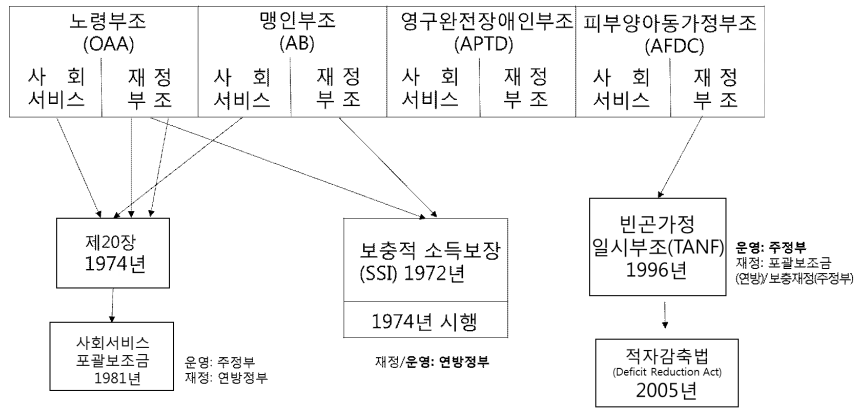 노령부조
(OAA)
맹인부조
(AB)
영구완전장애인부조
(APTD)
피부양아동가정부조
(AFDC)
사 회
서비스
재 정
부 조
사 회
서비스
재 정
부 조
사 회
서비스
재 정
부 조
사 회
서비스
재 정
부 조
제20장
1974년
보충적 소득보장
(SSI) 1972년
1974년 시행
빈곤가정
일시부조(TANF)
1996년
운영: 주정부
재정: 포괄보조금
(연방)/보충재정(주정부)
사회서비스
포괄보조금
1981년
운영: 주정부
재정: 연방정부
재정/운영: 연방정부
적자감축법
(Deficit Reduction Act)
2005년